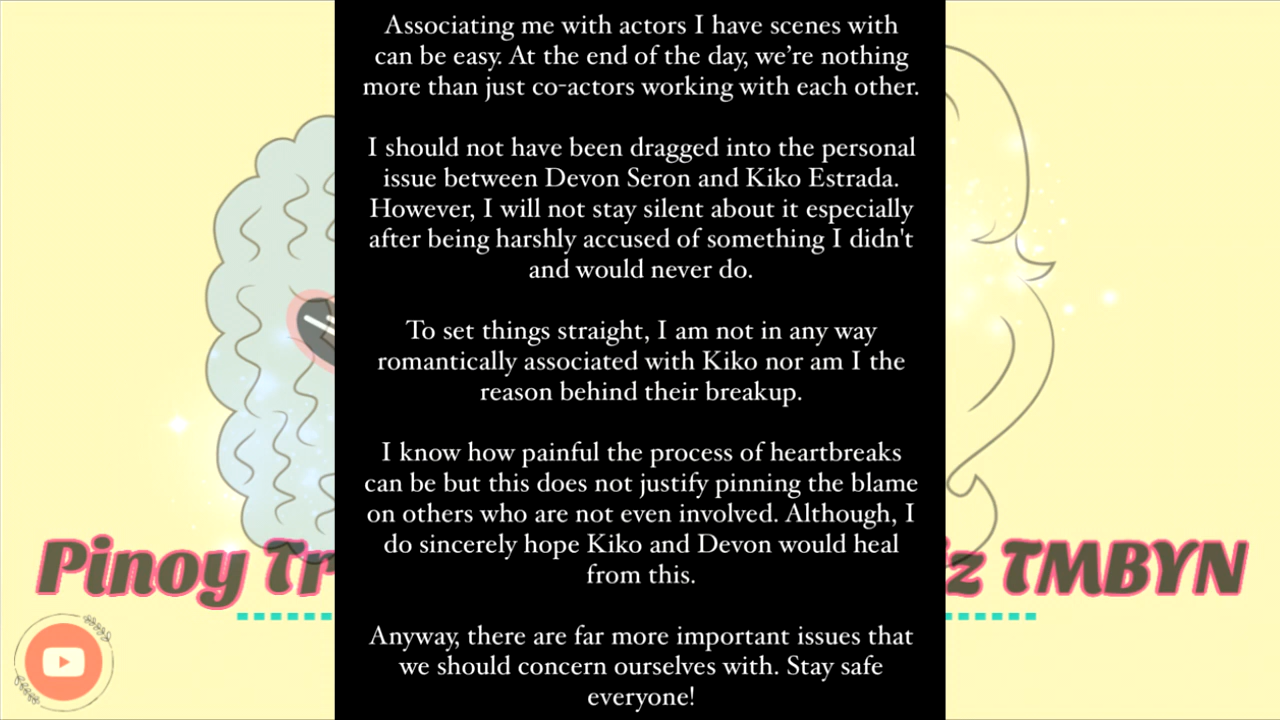 Associating me with actors I have scenes with
can be easy. At the end of the day, we’re nothing
more than just co-actors working with each other.
I should not have been dragged into the personal
issue between Devon Seron and Kiko Estrada.
However, I will not stay silent about it especially
after being harshly accused of something I didn't
and would never do.
To set things straight, I am not in any way
romantically associated with Kiko nor am I the
reason behind their breakup.
I know how painful the process of heartbreaks
can be but this does not justify pinning the blame
on others who are not even involved. Although, I
do sincerely hope Kiko and Devon would heal
from this.
Anyway, there are far more important issues that
we should concern ourselves with. Stay safe
everyone!
Pinoy Tr
z TMBYN